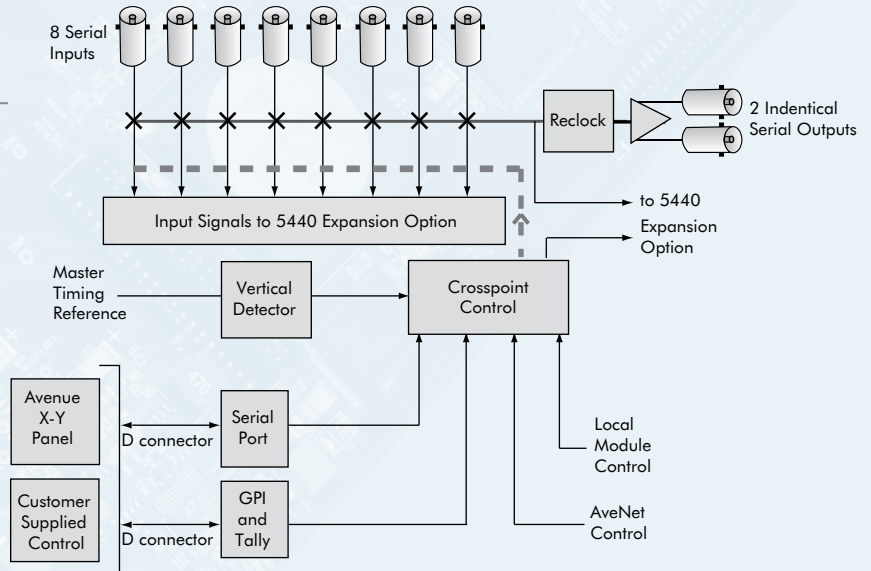 8 Serial
Inputs
Reclock
2 Indentical
Serial Outputs
to 5440
Expansion
Option
Input Signals to 5440 Expansion Option
Master
Timing
Reference
Vertical
Detector
Crosspoint
Control
Avenue
X-Y
Panel
D connector
Serial
Port
Local
Module
Control
Customer
Supplied
Control
D connector
GPI
and
Tally
AveNet
Control